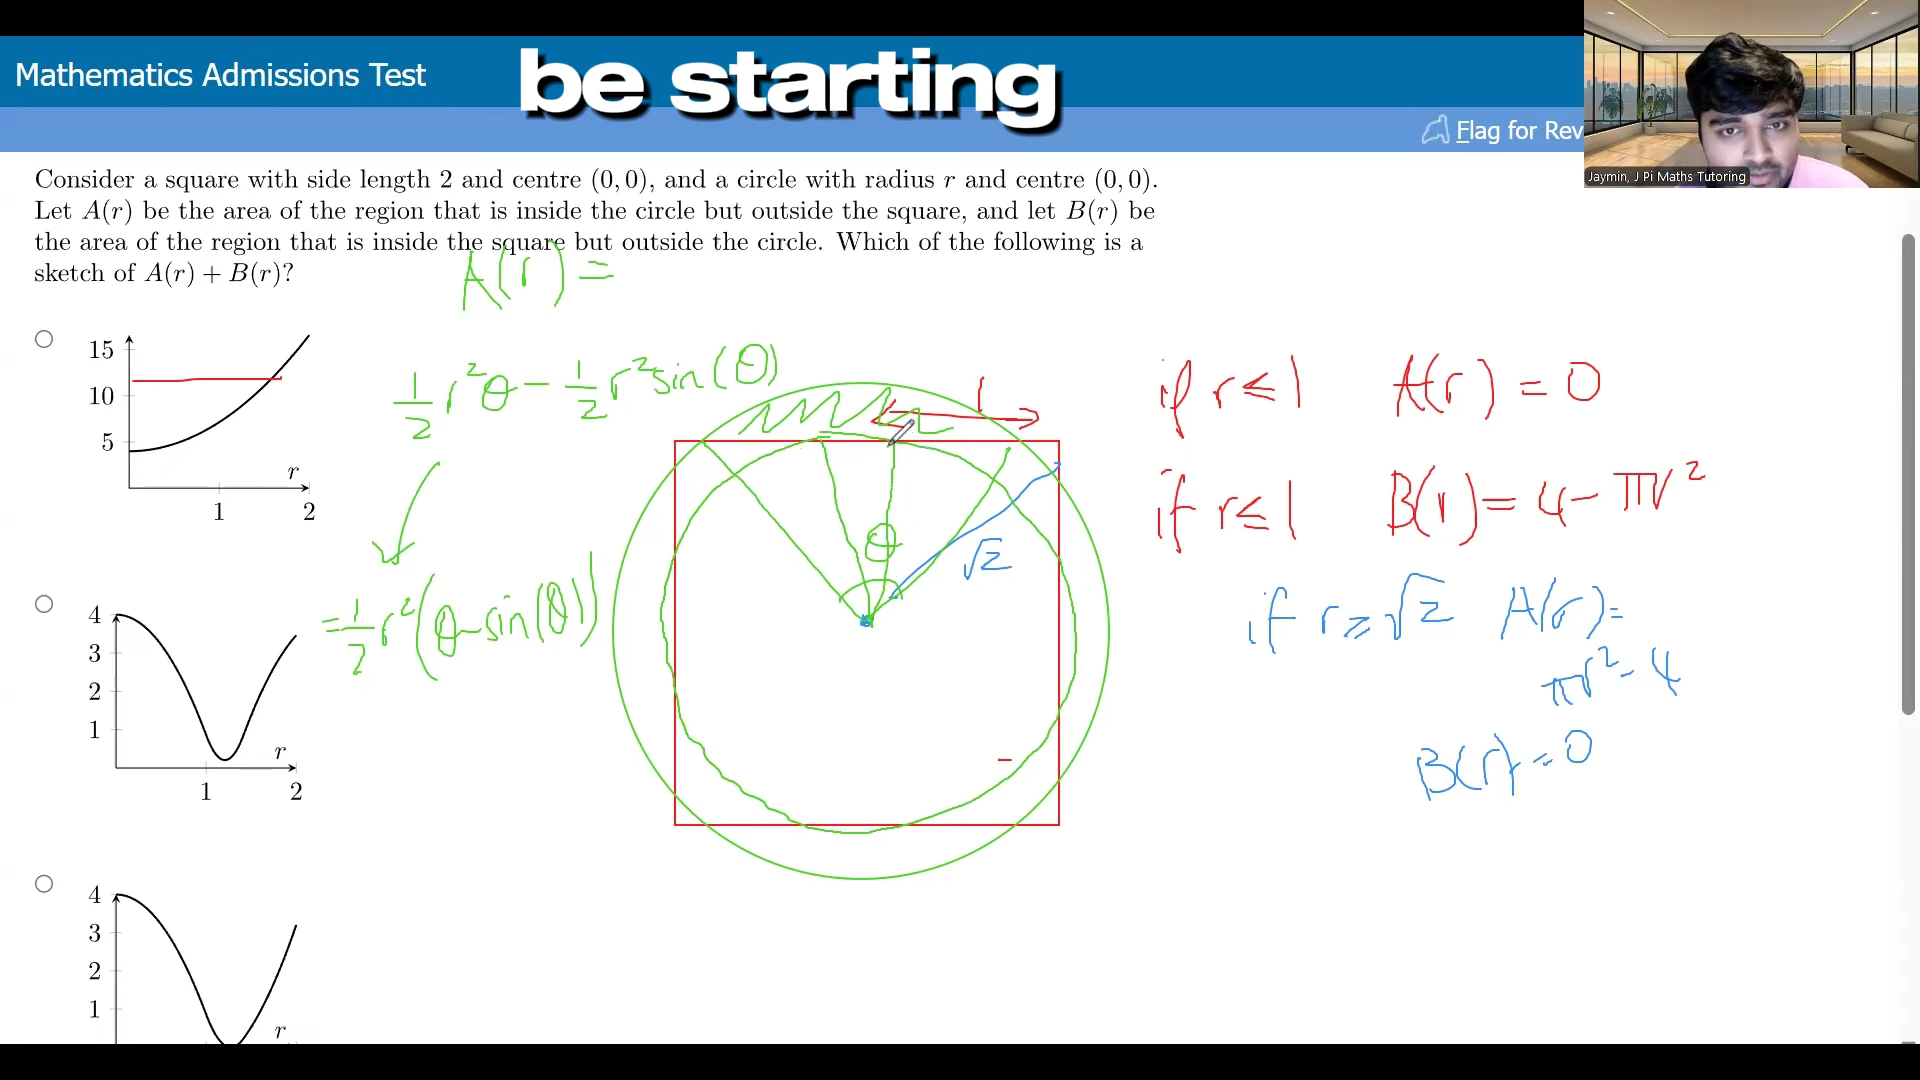 Mathematics Admissions Test
be starting
Flag for Rev
Jaymin, J Pi Maths Tutoring
Consider a square with side length 2 and centre (0, 0), and a circle with radius r and centre (0, 0).
Let A(r) be the area of the region that is inside the circle but outside the square, and let B(r) be
the area of the region that is inside the square but outside the circle. Which of the following is a
sketch of A(r) + B(r)?
A(r) =
15
10
5
r
1 2
1/2 r²θ - 1/2 r² sin(θ)
= 1/2 r² (θ - sin(θ))
1
θ
√2
if r ≤ 1 A(r) = 0
if r ≤ 1 B(r) = 4 - πr²
if r ≥ √2 A(r) =
πr² - 4
B(r) = 0
4
3
2
1
r
1 2
4
3
2
1
r